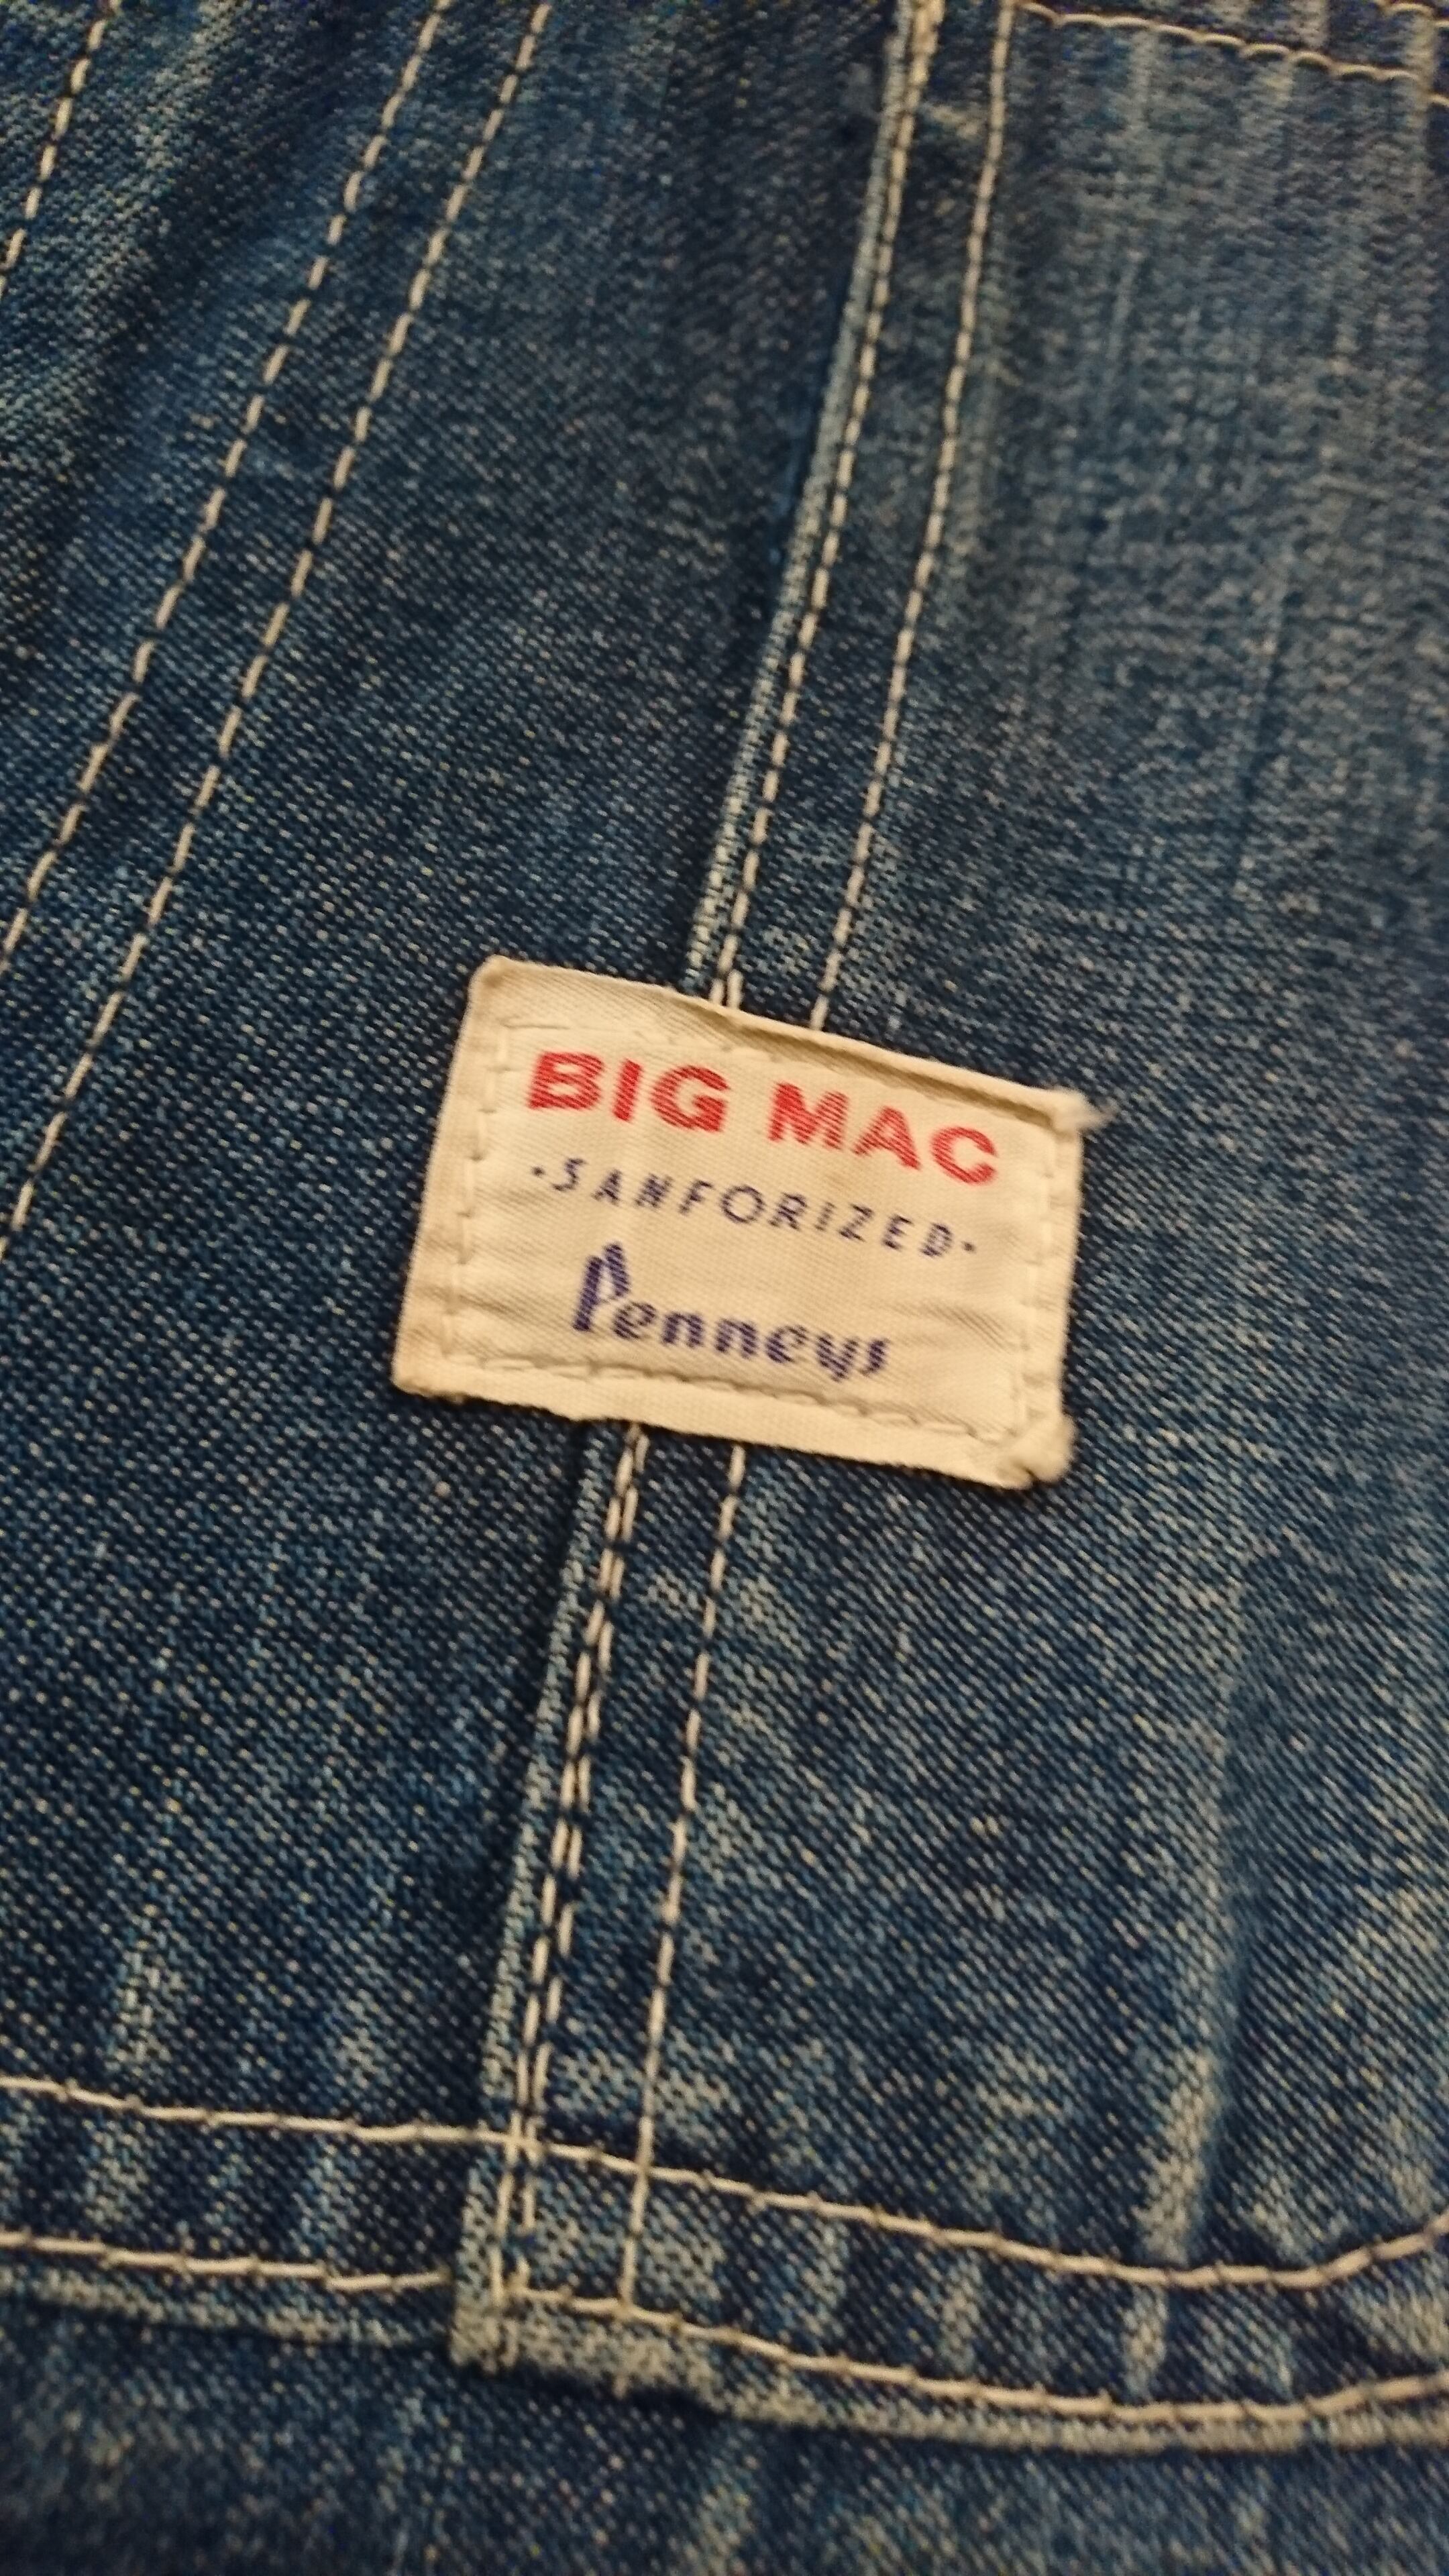 BIG MAC
·SANFORIZED·
Penneys